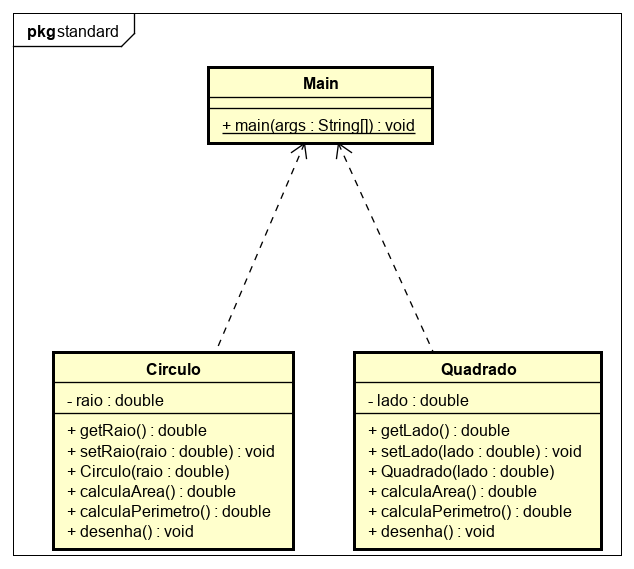 pkg standard
Main
+ main(args : String[]) : void
Circulo
- raio : double
+ getRaio() : double
+ setRaio(raio : double) : void
+ Circulo(raio : double)
+ calculaArea() : double
+ calculaPerimetro() : double
+ desenha() : void
Quadrado
- lado : double
+ getLado() : double
+ setLado(lado : double) : void
+ Quadrado(lado : double)
+ calculaArea() : double
+ calculaPerimetro() : double
+ desenha() : void